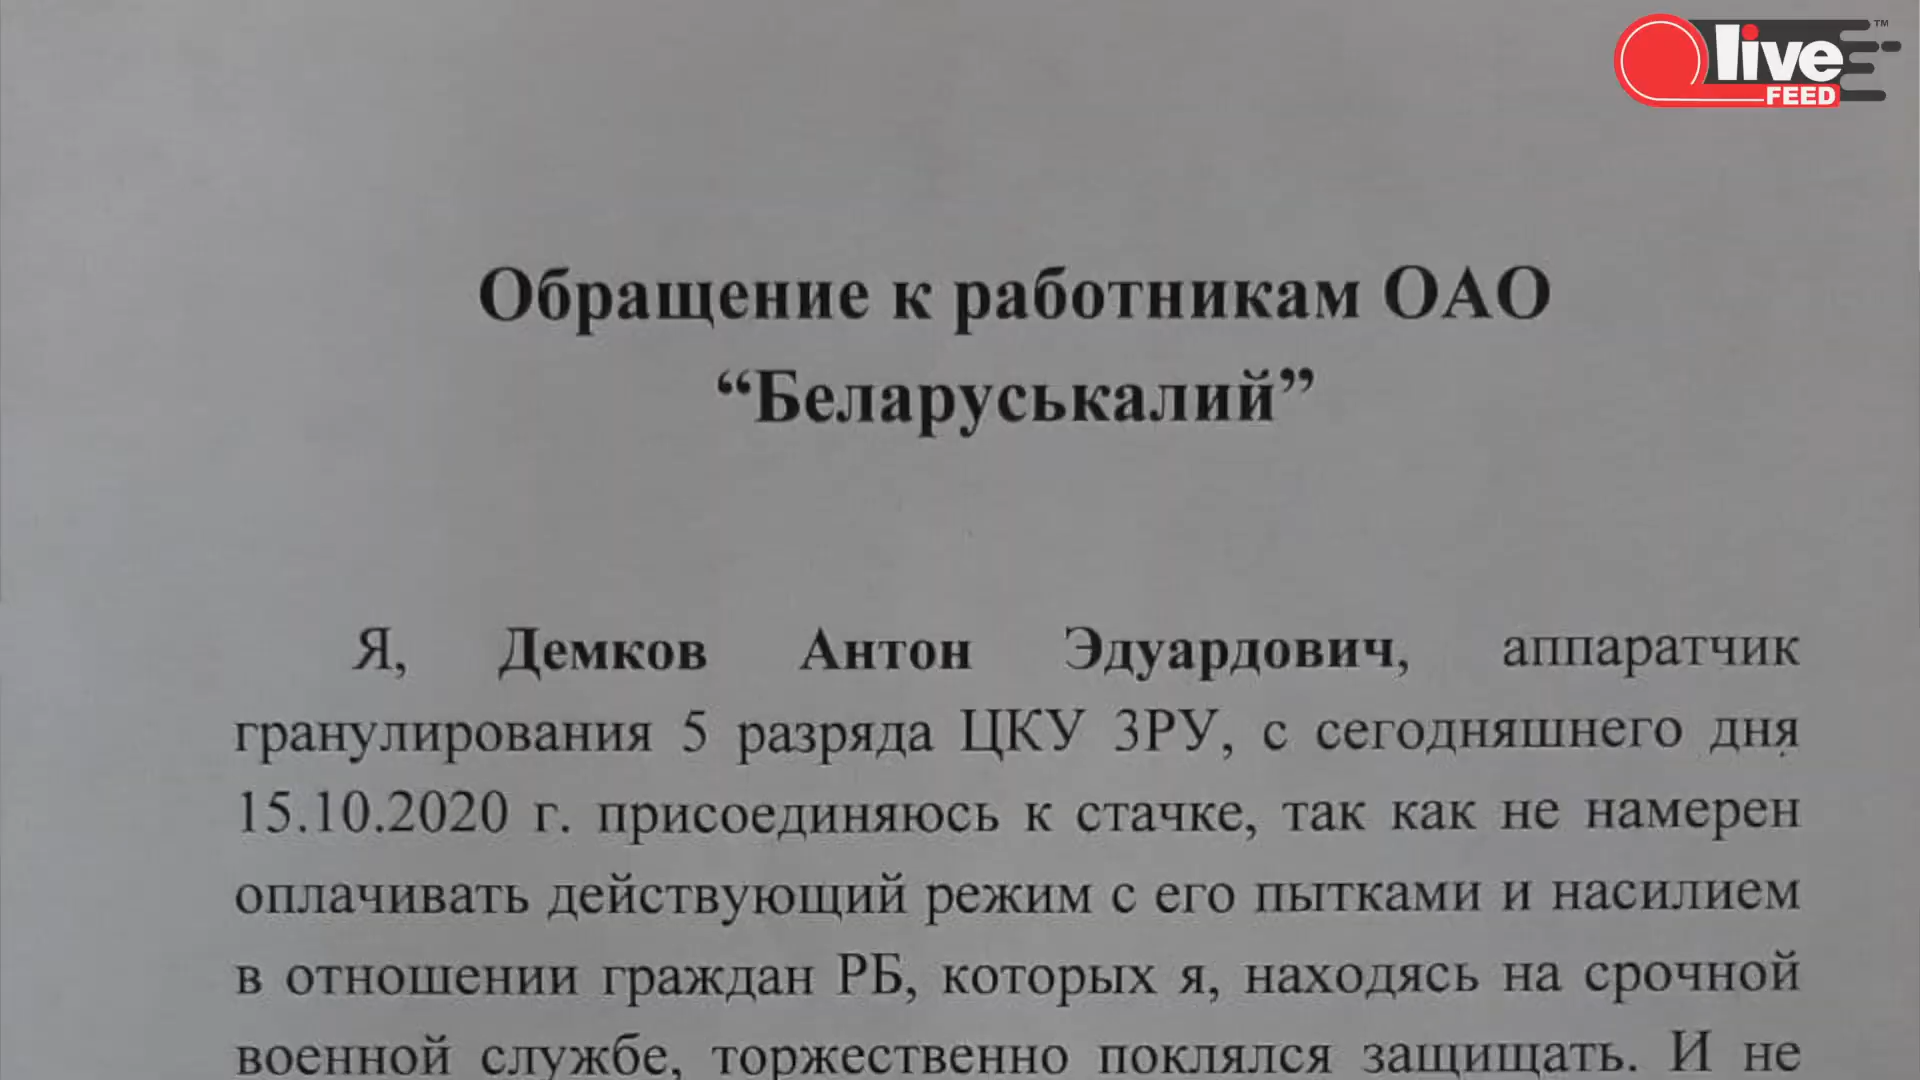 live
FEED
TM
Обращение к работникам ОАО
“Беларуськалий”
Я, Демков Антон Эдуардович, аппаратчик
гранулирования 5 разряда ЦКУ 3РУ, с сегодняшнего дня
15.10.2020 г. присоединяюсь к стачке, так как не намерен
оплачивать действующий режим с его пытками и насилием
в отношении граждан РБ, которых я, находясь на срочной
военной службе, торжественно поклялся защищать. И не